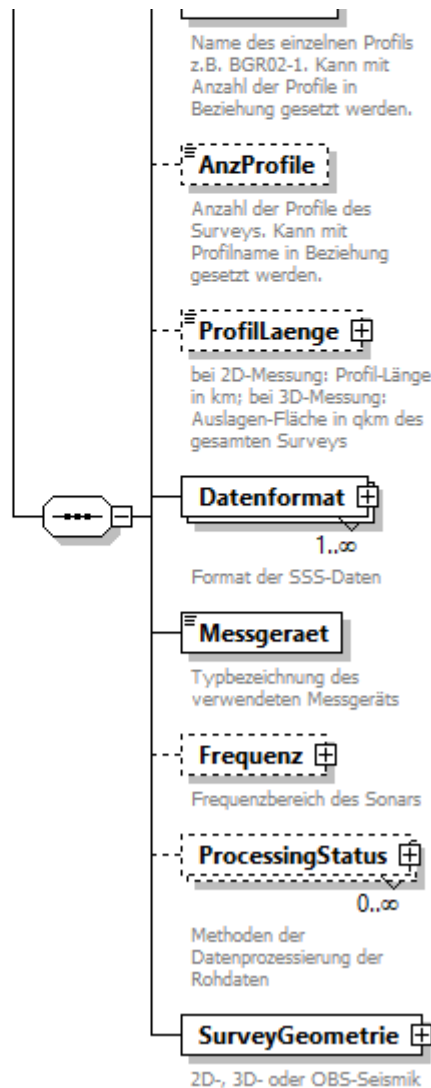 Name des einzelnen Profils
z.B. BGR02-1. Kann mit
Anzahl der Profile in
Beziehung gesetzt werden.
AnzProfile
Anzahl der Profile des
Surveys. Kann mit
Profilname in Beziehung
gesetzt werden.
ProfilLaenge
bei 2D-Messung: Profil-Länge
in km; bei 3D-Messung:
Auslagen-Fläche in qkm des
gesamten Surveys
Datenformat
1..∞
Format der SSS-Daten
Messgeraet
Typbezeichnung des
verwendeten Messgeräts
Frequenz
Frequenzbereich des Sonars
ProcessingStatus
0..∞
Methoden der
Datenprozessierung der
Rohdaten
SurveyGeometrie
2D-, 3D- oder OBS-Seismik